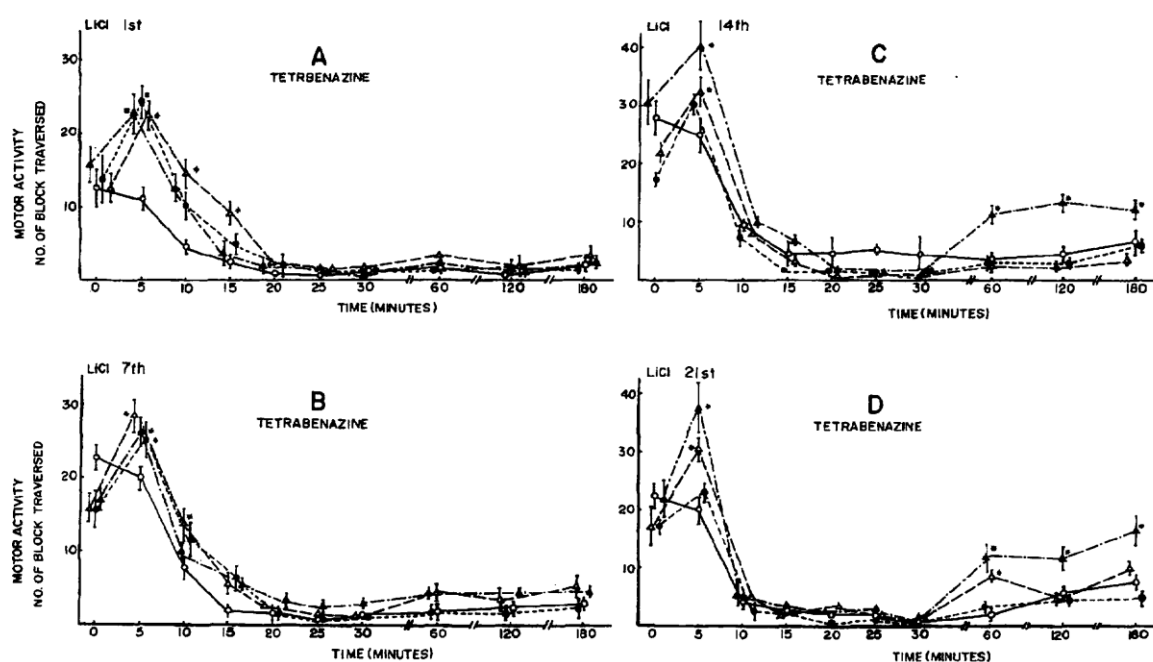 LiCl 1st
A
TETRBENAZINE
30
20
10
MOTOR ACTIVITY
NO. OF BLOCK TRAVERSED
0 5 10 15 20 25 30 60 120 180
TIME (MINUTES)
LiCl 14th
C
TETRABENAZINE
40
30
20
10
0 5 10 15 20 25 30 60 120 180
TIME (MINUTES)
LiCl 7th
B
TETRABENAZINE
30
20
10
MOTOR ACTIVITY
NO. OF BLOCK TRAVERSED
0 5 10 15 20 25 30 60 120 180
TIME (MINUTES)
LiCl 21st
D
TETRABENAZINE
40
30
20
10
0 5 10 15 20 25 30 60 120 180
TIME (MINUTES)